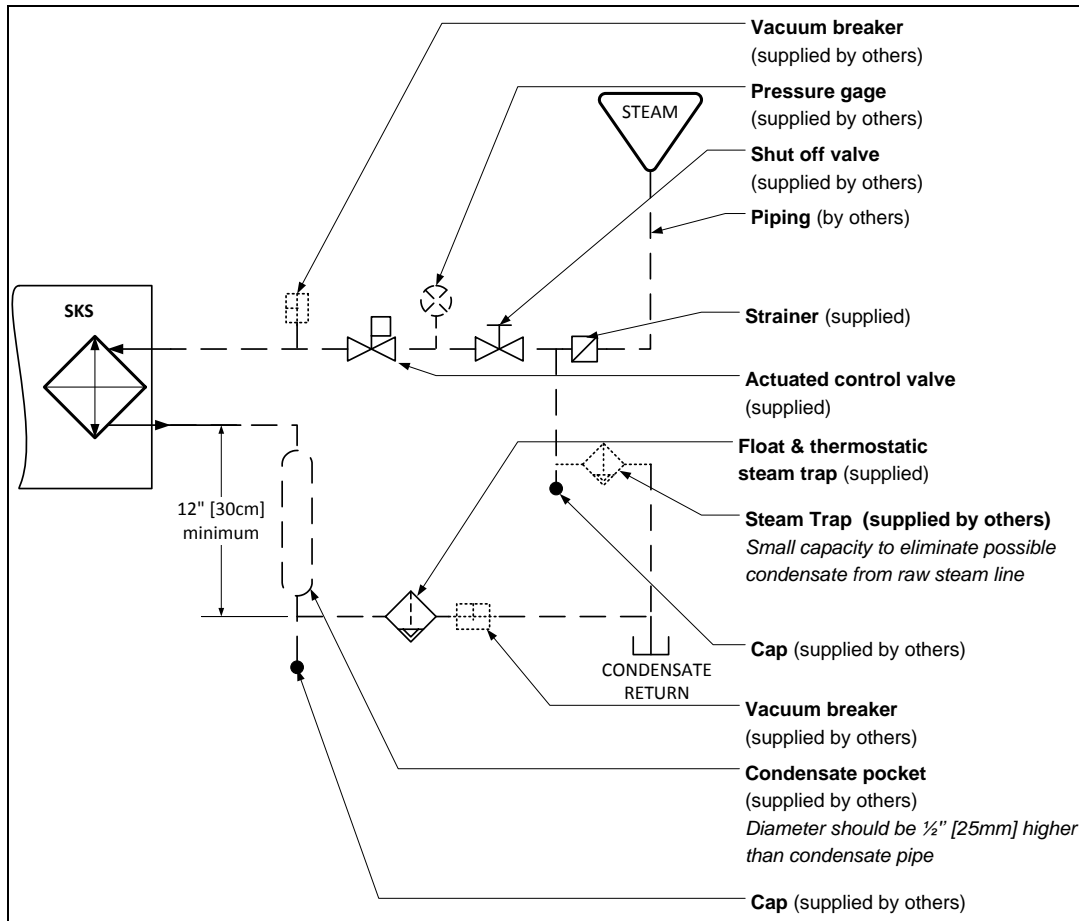 Vacuum breaker
(supplied by others)
Pressure gage
(supplied by others)
STEAM
Shut off valve
(supplied by others)
Piping (by others)
SKS
Strainer (supplied)
Actuated control valve
(supplied)
Float & thermostatic
steam trap (supplied)
12" [30cm]
minimum
Steam Trap (supplied by others)
Small capacity to eliminate possible
condensate from raw steam line
Cap (supplied by others)
CONDENSATE
RETURN
Vacuum breaker
(supplied by others)
Condensate pocket
(supplied by others)
Diameter should be ½" [25mm] higher
than condensate pipe
Cap (supplied by others)